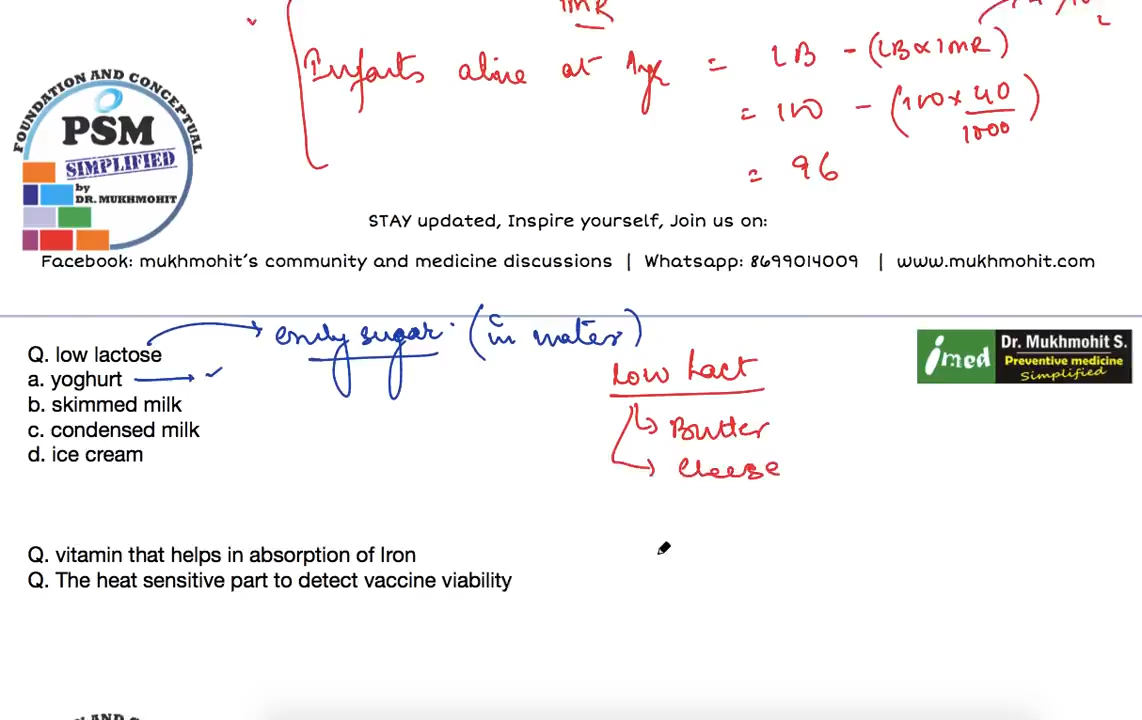 IMR
Infants alive at 1yr = LB - (LB x IMR)
= 100 - (100 x 40/1000)
= 96
FOUNDATION AND CONCEPTUAL
PSM
SIMPLIFIED
by
DR. MUKHMOHIT
STAY updated, Inspire yourself, Join us on:
Facebook: mukhmohit's community and medicine discussions | Whatsapp: 8699014009 | www.mukhmohit.com
only sugar (in water)
Q. low lactose
a. yoghurt
b. skimmed milk
c. condensed milk
d. ice cream
Low Lact
Butter
Cheese
imed
Dr. Mukhmohit S.
Preventive medicine
Simplified
Q. vitamin that helps in absorption of Iron
Q. The heat sensitive part to detect vaccine viability